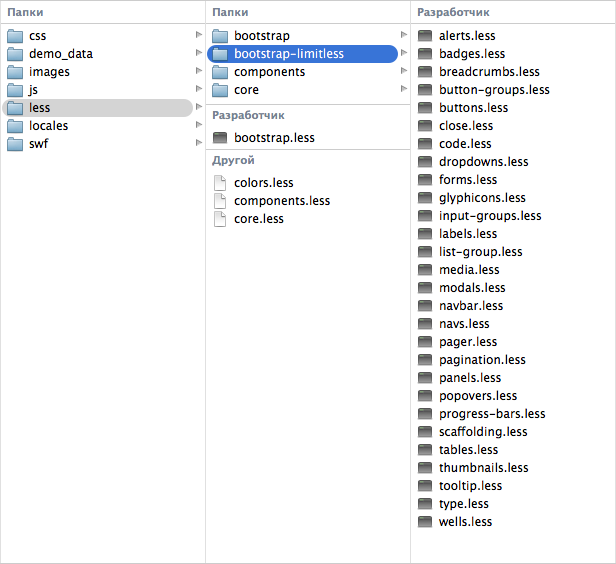 Папки
css
demo_data
images
js
less
locales
swf
Папки
bootstrap
bootstrap-limitless
components
core
Разработчик
bootstrap.less
Другой
colors.less
components.less
core.less
Разработчик
alerts.less
badges.less
breadcrumbs.less
button-groups.less
buttons.less
close.less
code.less
dropdowns.less
forms.less
glyphicons.less
input-groups.less
labels.less
list-group.less
media.less
modals.less
navbar.less
navs.less
pager.less
pagination.less
panels.less
popovers.less
progress-bars.less
scaffolding.less
tables.less
thumbnails.less
tooltip.less
type.less
wells.less